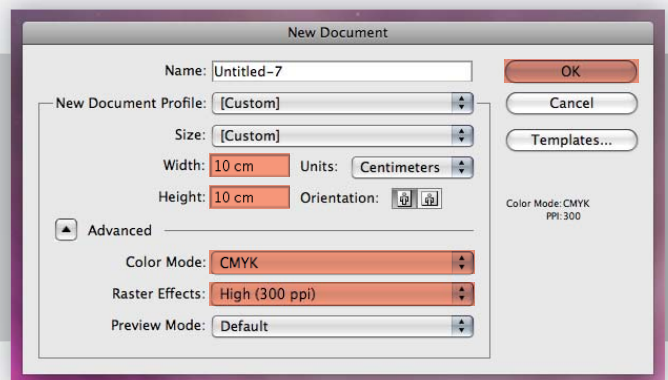 New Document
Name: Untitled-7
OK
New Document Profile: [Custom]
Cancel
Size: [Custom]
Templates...
Width: 10 cm Units: Centimeters
Height: 10 cm Orientation:
Color Mode: CMYK
PPI: 300
Advanced
Color Mode: CMYK
Raster Effects: High (300 ppi)
Preview Mode: Default